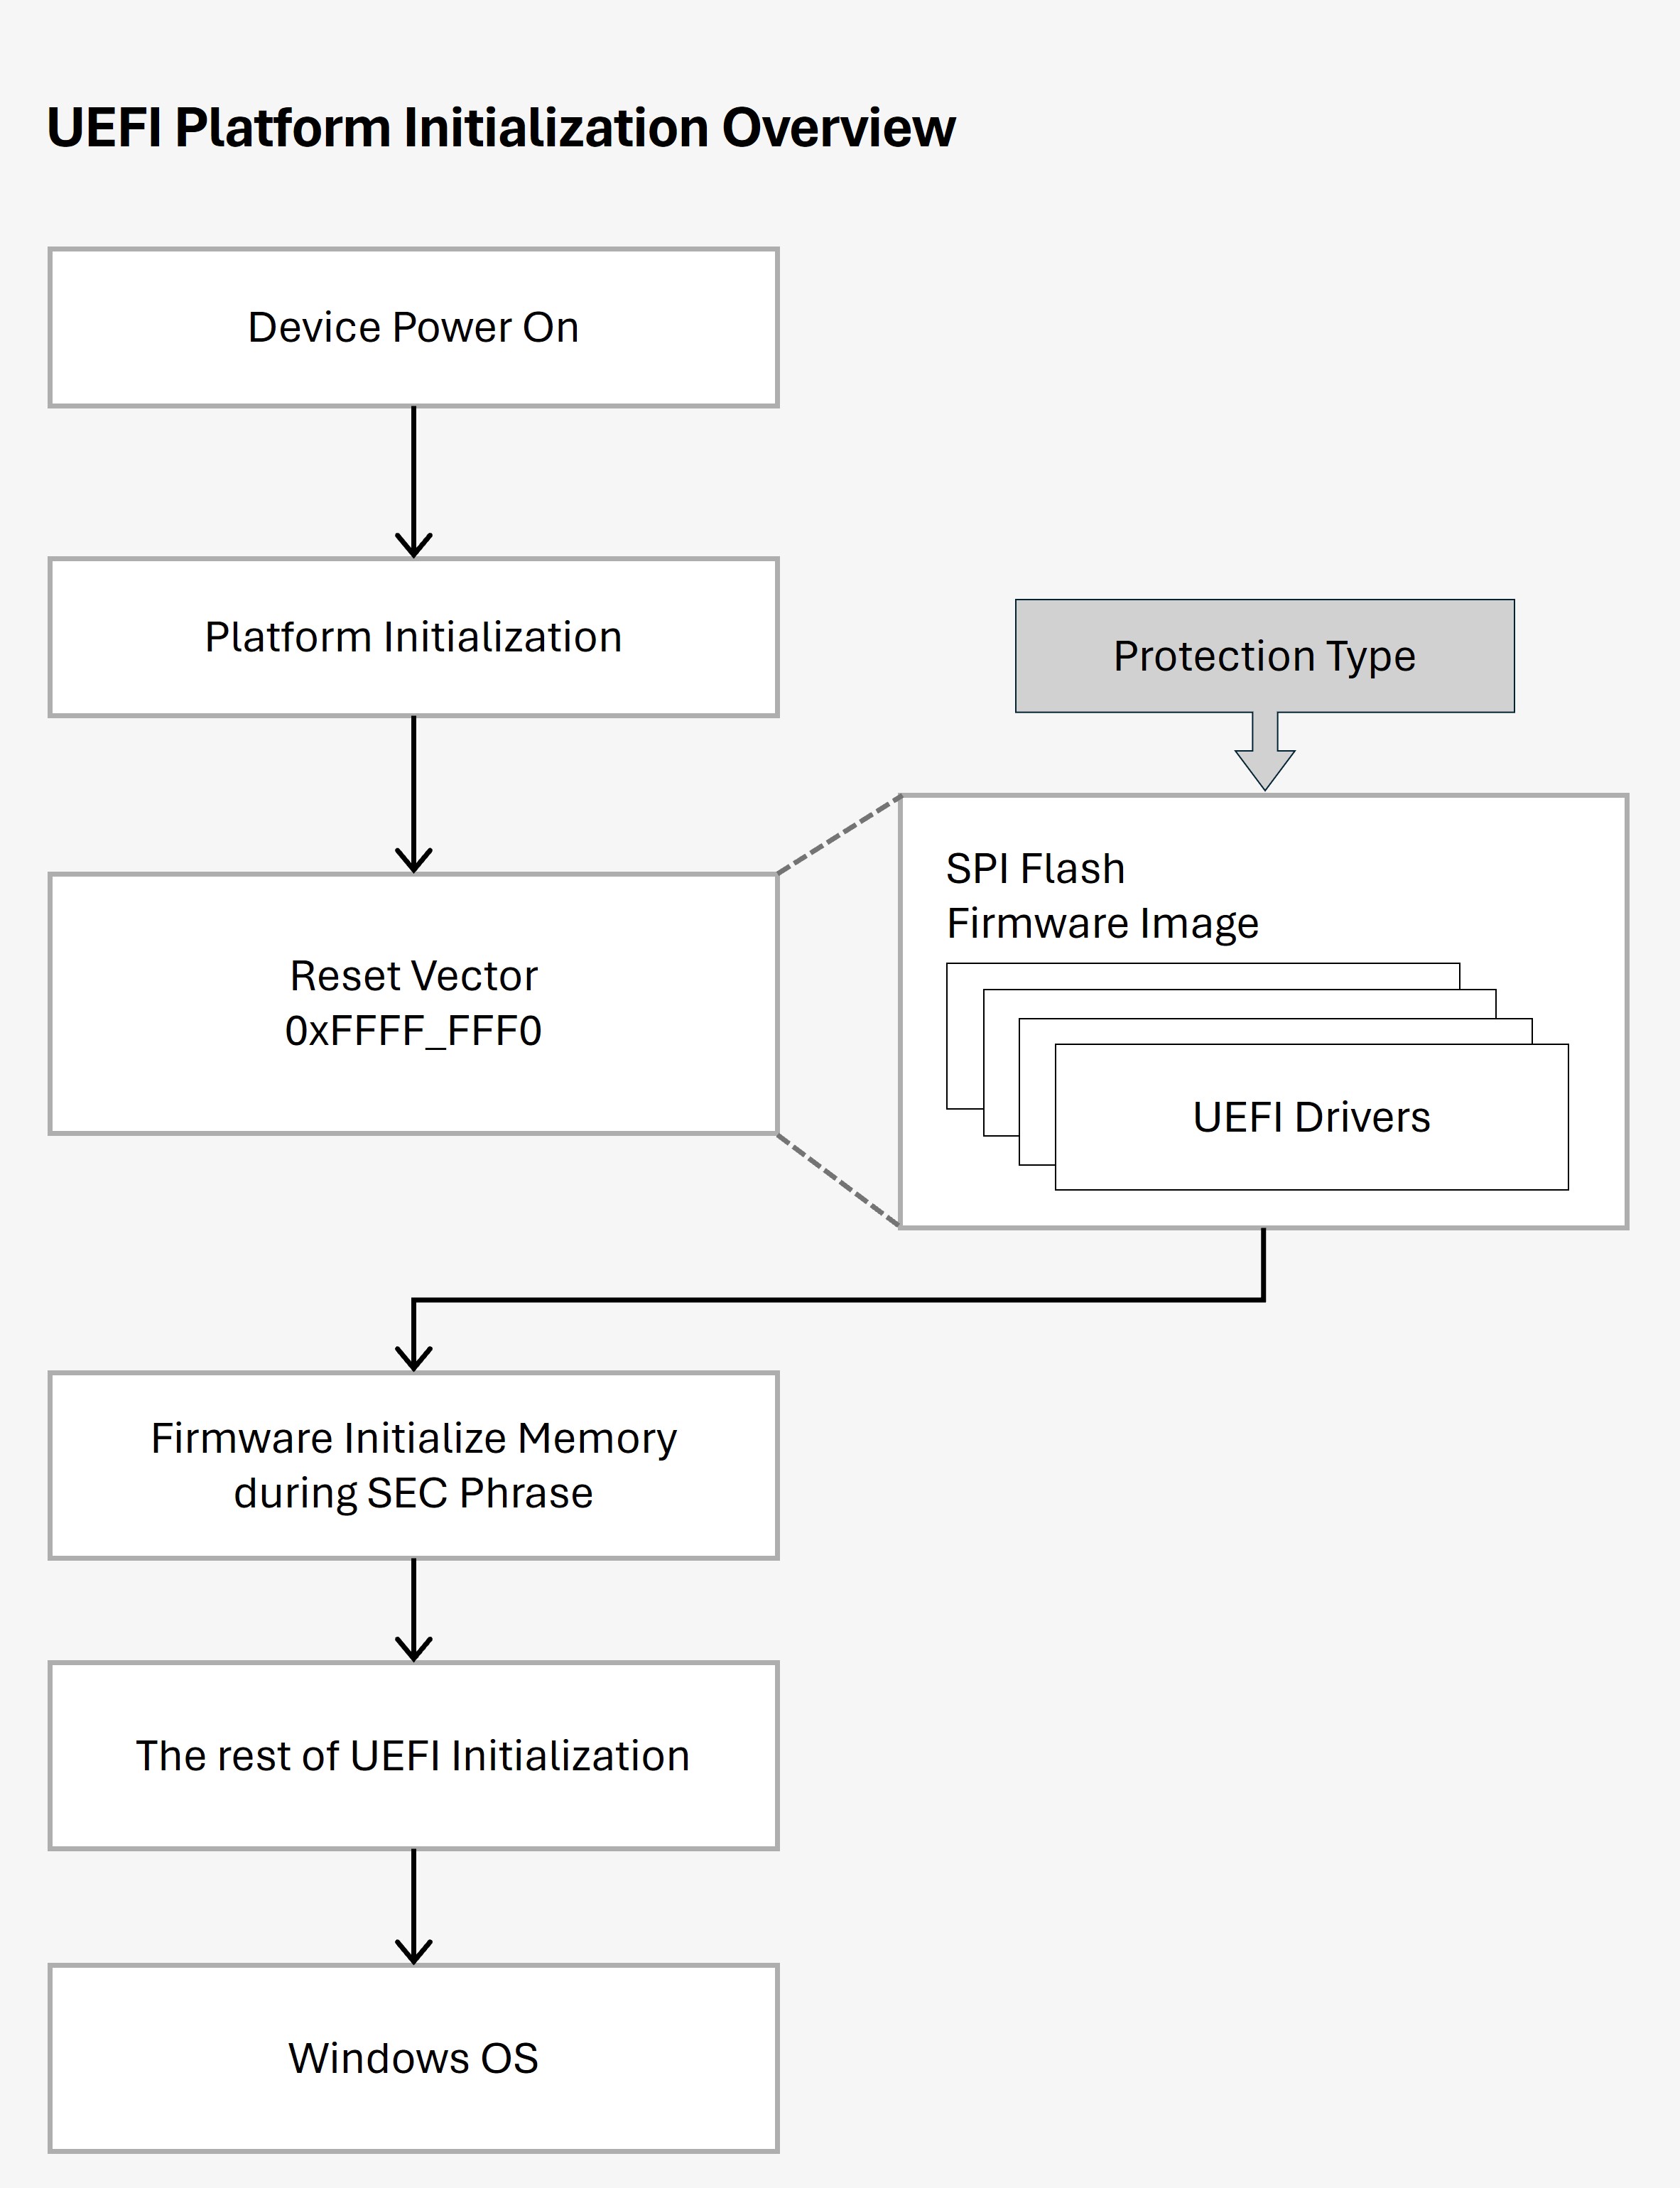 UEFI Platform Initialization Overview
Device Power On
Platform Initialization
Protection Type
Reset Vector
0xFFFF_FFF0
SPI Flash
Firmware Image
UEFI Drivers
Firmware Initialize Memory
during SEC Phrase
The rest of UEFI Initialization
Windows OS